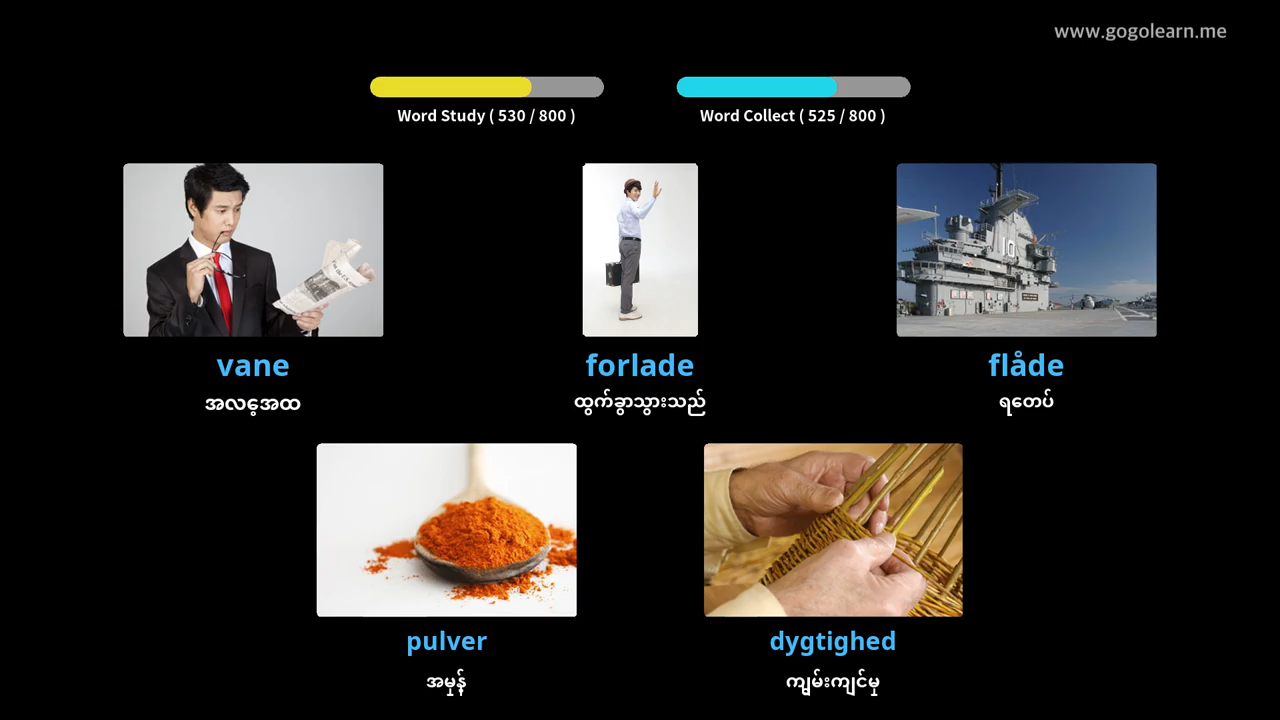 www.gogolearn.me
Word Study ( 530 / 800 )
Word Collect ( 525 / 800 )
vane
forlade
flåde
အလေ့အထ
ထွက်ခွာသွားသည်
ရေတပ်
pulver
dygtighed
အမှုန့်
ကျွမ်းကျင်မှု